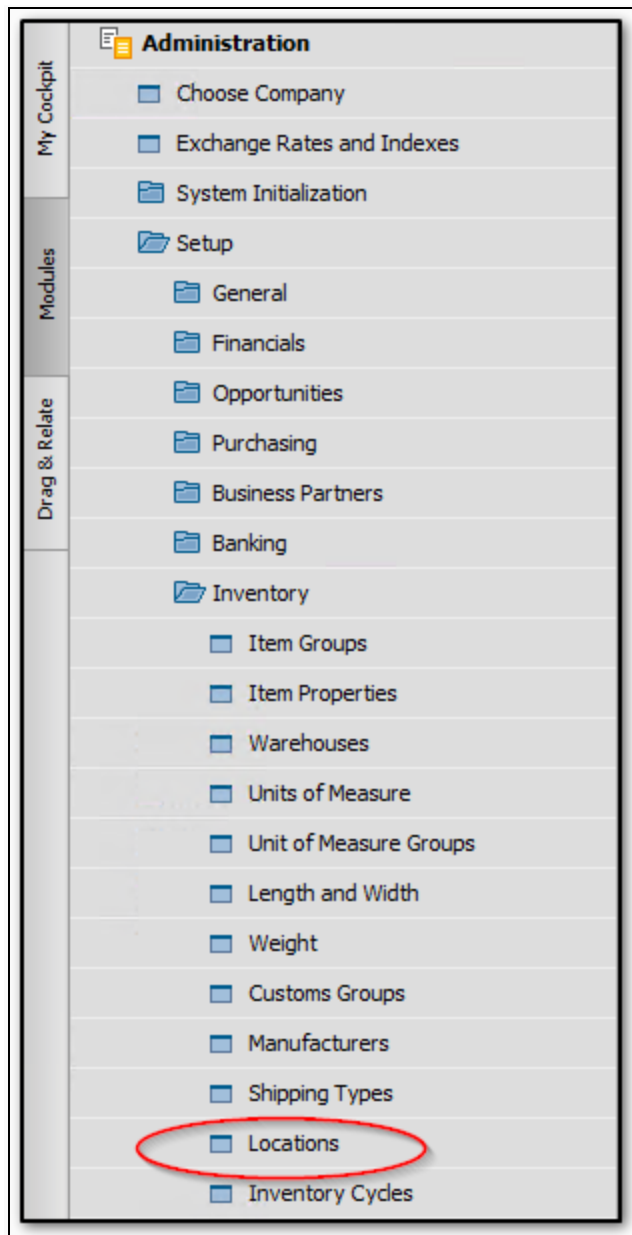 My Cockpit
Modules
Drag & Relate
Administration
Choose Company
Exchange Rates and Indexes
System Initialization
Setup
General
Financials
Opportunities
Purchasing
Business Partners
Banking
Inventory
Item Groups
Item Properties
Warehouses
Units of Measure
Unit of Measure Groups
Length and Width
Weight
Customs Groups
Manufacturers
Shipping Types
Locations
Inventory Cycles